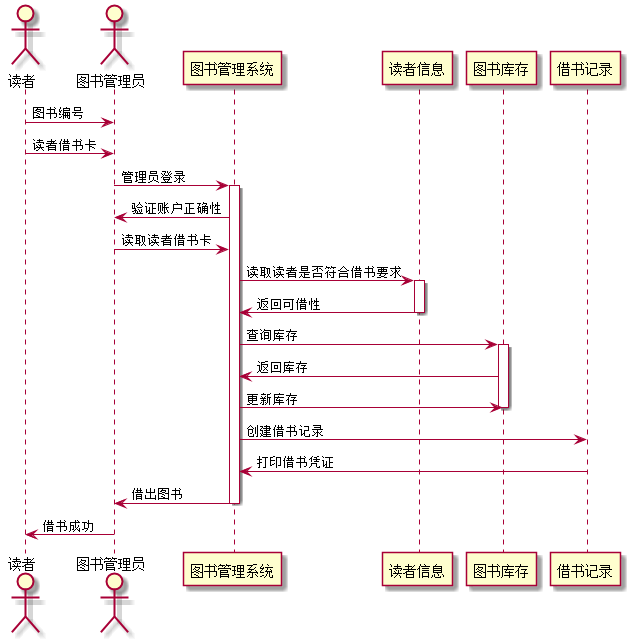 读者
图书管理员
图书管理系统
读者信息
图书库存
借书记录
图书编号
读者借书卡
管理员登录
验证账户正确性
读取读者借书卡
读取读者是否符合借书要求
返回可借性
查询库存
返回库存
更新库存
创建借书记录
打印借书凭证
借出图书
借书成功
读者
图书管理员
图书管理系统
读者信息
图书库存
借书记录